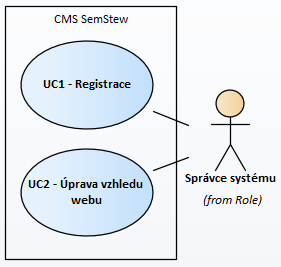 CMS SemStew
UC1 - Registrace
UC2 - Úprava vzhledu
webu
Správce systému
(from Role)